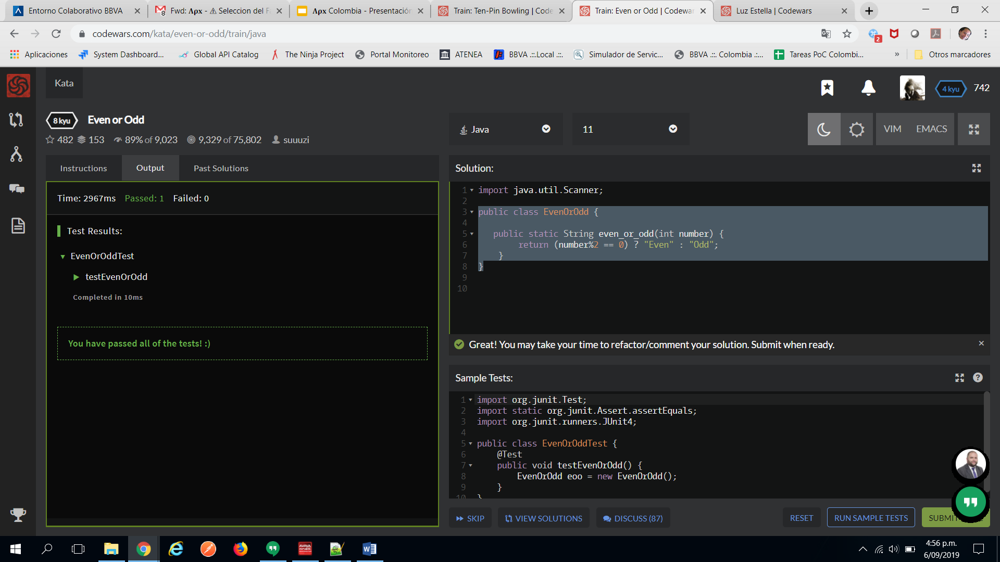 Entorno Colaborativo BBVA
Fwd: Λρx - ⚠ Seleccion del F
Λρx Colombia - Presentación
Train: Ten-Pin Bowling | Code
Train: Even or Odd | Codewar
Luz Estella | Codewars
codewars.com/kata/even-or-odd/train/java
2
Aplicaciones
System Dashboard...
Global API Catalog
The Ninja Project
Portal Monitoreo
ATENEA
BBVA .::.Local .::.
Simulador de Servic...
BBVA .::. Colombia .:...
Tareas PoC Colombi...
»
Otros marcadores
Kata
4 kyu
742
8 kyu
Even or Odd
482 153 89% of 9,023 9,329 of 75,802 suuuzi
Java
11
VIM
EMACS
Instructions
Output
Past Solutions
Time: 2967ms Passed: 1 Failed: 0
Test Results:
EvenOrOddTest
testEvenOrOdd
Completed in 10ms
You have passed all of the tests! :)
Solution:
1 import java.util.Scanner;
2
3 public class EvenOrOdd {
4
5 public static String even_or_odd(int number) {
6 return (number%2 == 0) ? "Even" : "Odd";
7 }
8 }
9
10
Great! You may take your time to refactor/comment your solution. Submit when ready.
Sample Tests:
1 import org.junit.Test;
2 import static org.junit.Assert.assertEquals;
3 import org.junit.runners.JUnit4;
4
5 public class EvenOrOddTest {
6 @Test
7 public void testEvenOrOdd() {
8 EvenOrOdd eoo = new EvenOrOdd();
9 }
10 }
SKIP
VIEW SOLUTIONS
DISCUSS (87)
RESET
RUN SAMPLE TESTS
SUBMIT
4:56 p.m.
6/09/2019